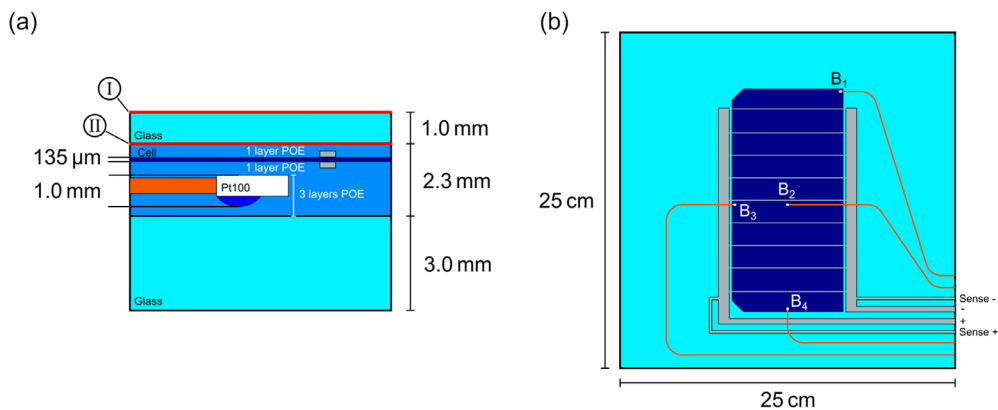 (a)
(b)
I
Glass
1.0 mm
II
Cell
1 layer POE
135 µm
1 layer POE
2.3 mm
1.0 mm
Pt100
3 layers POE
3.0 mm
Glass
B1
B2
B3
B4
25 cm
Sense -
-
+
Sense +
25 cm